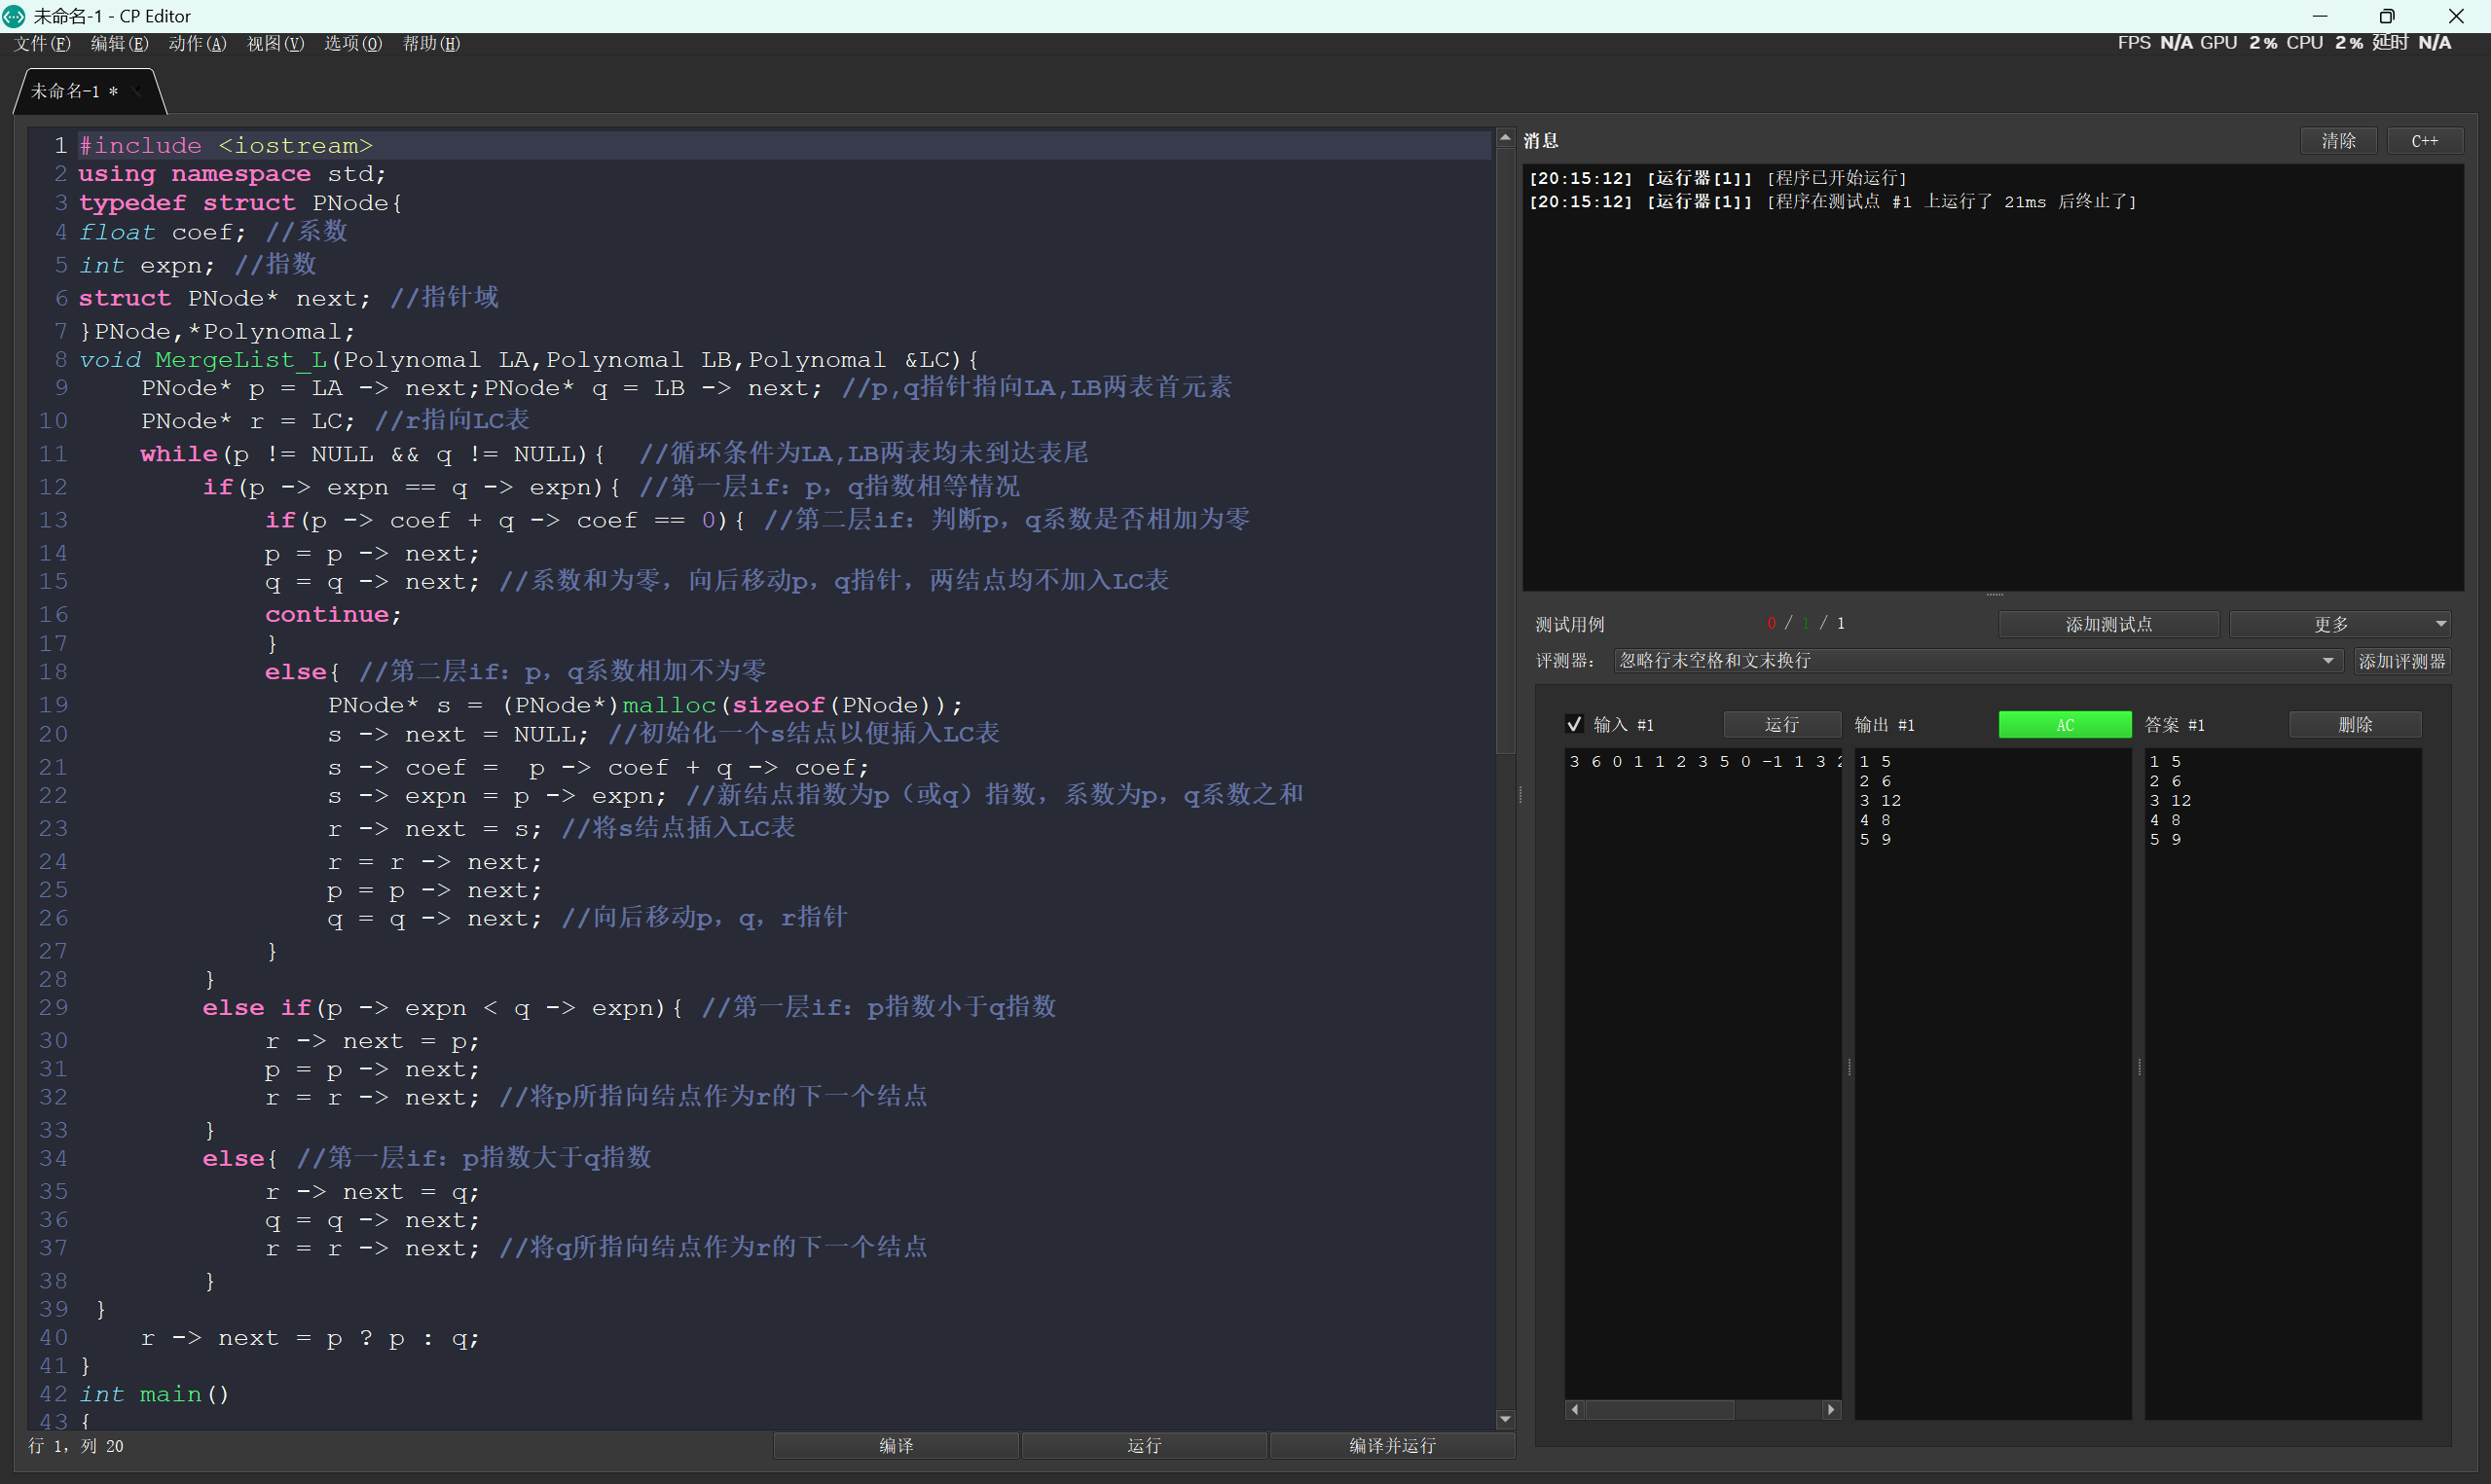 未命名-1 - CP Editor
文件(F) 编辑(E) 动作(A) 视图(V) 选项(O) 帮助(H)
FPS N/A GPU 2% CPU 2% 延时 N/A
未命名-1 *
1 #include <iostream>
2 using namespace std;
3 typedef struct PNode{
4 float coef; //系数
5 int expn; //指数
6 struct PNode* next; //指针域
7 }PNode,*Polynomal;
8 void MergeList_L(Polynomal LA,Polynomal LB,Polynomal &LC){
9     PNode* p = LA -> next;PNode* q = LB -> next; //p,q指针指向LA,LB两表首元素
10     PNode* r = LC; //r指向LC表
11     while(p != NULL && q != NULL){  //循环条件为LA,LB两表均未到达表尾
12         if(p -> expn == q -> expn){ //第一层if：p，q指数相等情况
13             if(p -> coef + q -> coef == 0){ //第二层if：判断p，q系数是否相加为零
14             p = p -> next;
15             q = q -> next; //系数和为零，向后移动p，q指针，两结点均不加入LC表
16             continue;
17             }
18             else{ //第二层if：p，q系数相加不为零
19                 PNode* s = (PNode*)malloc(sizeof(PNode));
20                 s -> next = NULL; //初始化一个s结点以便插入LC表
21                 s -> coef =  p -> coef + q -> coef;
22                 s -> expn = p -> expn; //新结点指数为p（或q）指数，系数为p，q系数之和
23                 r -> next = s; //将s结点插入LC表
24                 r = r -> next;
25                 p = p -> next;
26                 q = q -> next; //向后移动p，q，r指针
27             }
28         }
29         else if(p -> expn < q -> expn){ //第一层if：p指数小于q指数
30             r -> next = p;
31             p = p -> next;
32             r = r -> next; //将p所指向结点作为r的下一个结点
33         }
34         else{ //第一层if：p指数大于q指数
35             r -> next = q;
36             q = q -> next;
37             r = r -> next; //将q所指向结点作为r的下一个结点
38         }
39  }
40     r -> next = p ? p : q;
41 }
42 int main()
43 {
行 1, 列 20
编译 运行 编译并运行
消息 清除 C++
[20:15:12] [运行器[1]] [程序已开始运行]
[20:15:12] [运行器[1]] [程序在测试点 #1 上运行了 21ms 后终止了]
测试用例 0 / 1 / 1 添加测试点 更多
评测器： 忽略行末空格和文末换行 添加评测器
输入 #1 运行 输出 #1 AC 答案 #1 删除
3 6 0 1 1 2 3 5 0 -1 1 3
1 5
2 6
3 12
4 8
5 9
1 5
2 6
3 12
4 8
5 9